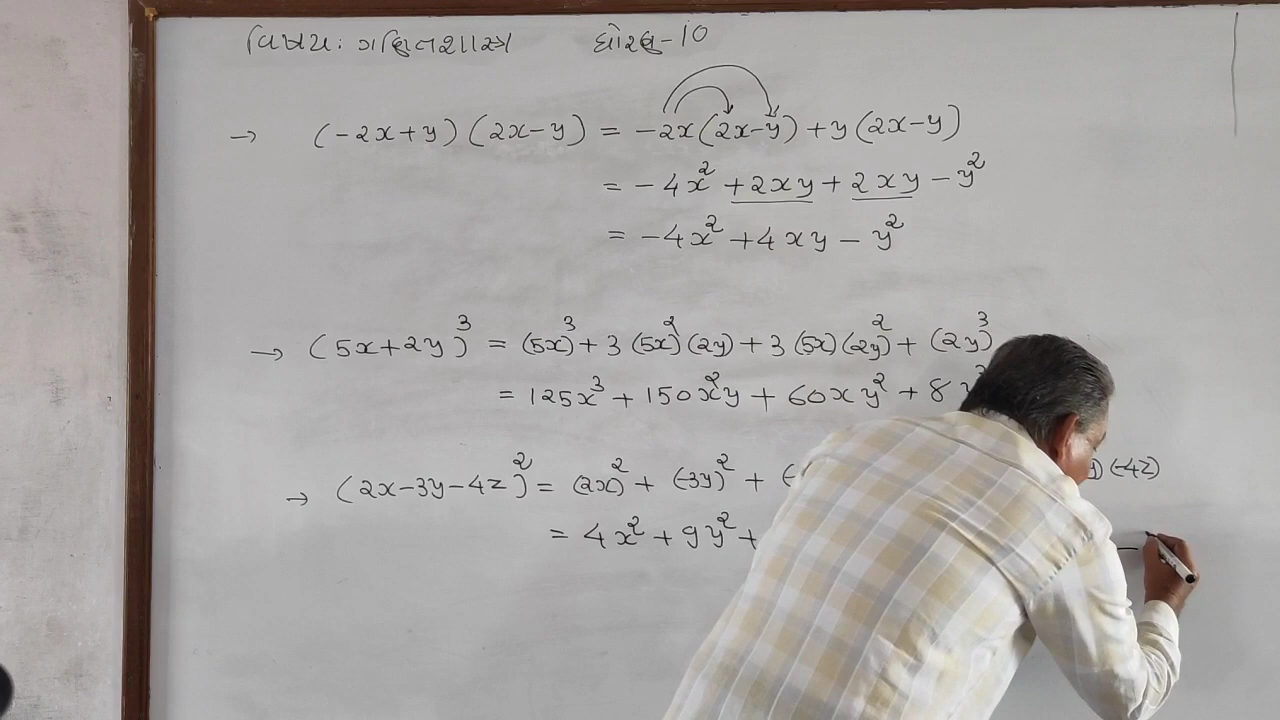 વિષય: ગણિતશાસ્ત્ર ધોરણ-10
→ (-2x+y)(2x-y) = -2x(2x-y)+y(2x-y)
= -4x² +2xy + 2xy - y²
= -4x² +4xy - y²
→ (5x+2y)³ = (5x)³ + 3(5x)²(2y) + 3(5x)(2y)² + (2y)³
= 125x³ + 150x²y + 60xy² + 8y
→ (2x-3y-4z)² = (2x)² + (-3y)² + (- y)(-4z)
= 4x² + 9y² + -